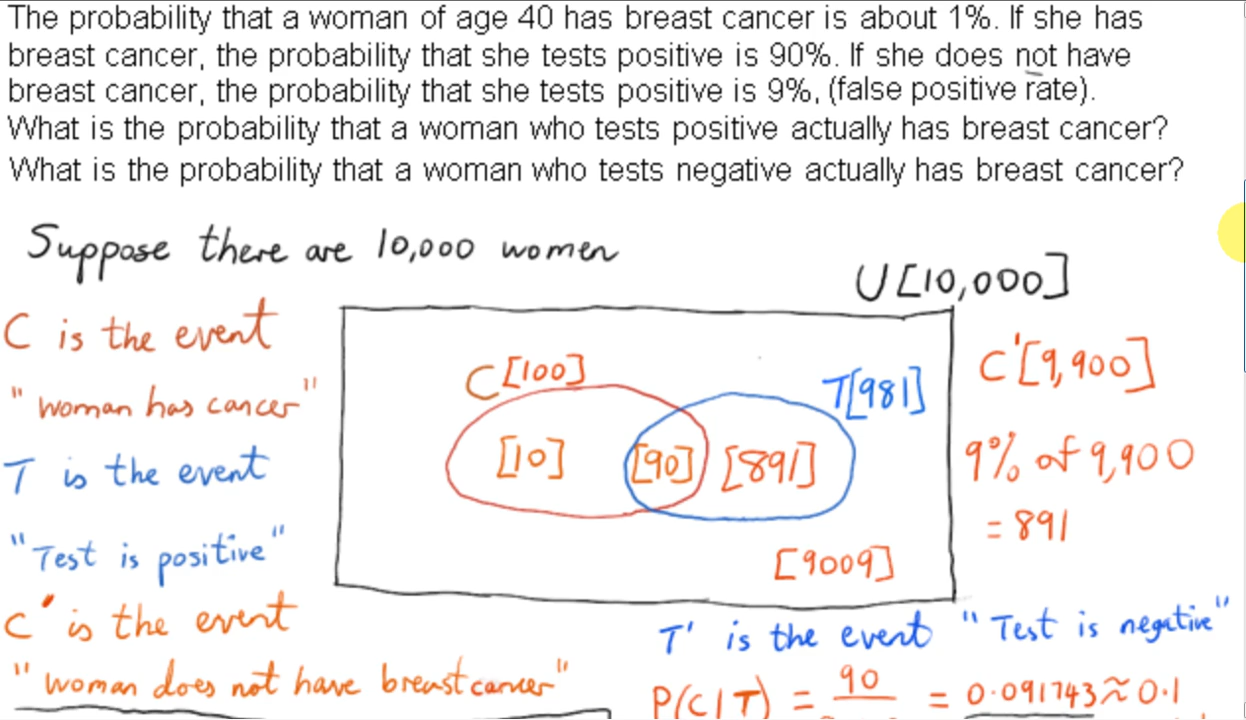 The probability that a woman of age 40 has breast cancer is about 1%. If she has
breast cancer, the probability that she tests positive is 90%. If she does not have
breast cancer, the probability that she tests positive is 9%, (false positive rate).
What is the probability that a woman who tests positive actually has breast cancer?
What is the probability that a woman who tests negative actually has breast cancer?
Suppose there are 10,000 women
U[10,000]
C is the event
"woman has cancer"
T is the event
"Test is positive"
C' is the event
"woman does not have breast cancer"
C[100]
T[981]
[10] [90] [891]
[9009]
C'[9,900]
9% of 9,900
= 891
T' is the event "Test is negative"
P(C|T) = 90 = 0.091743≈0.1